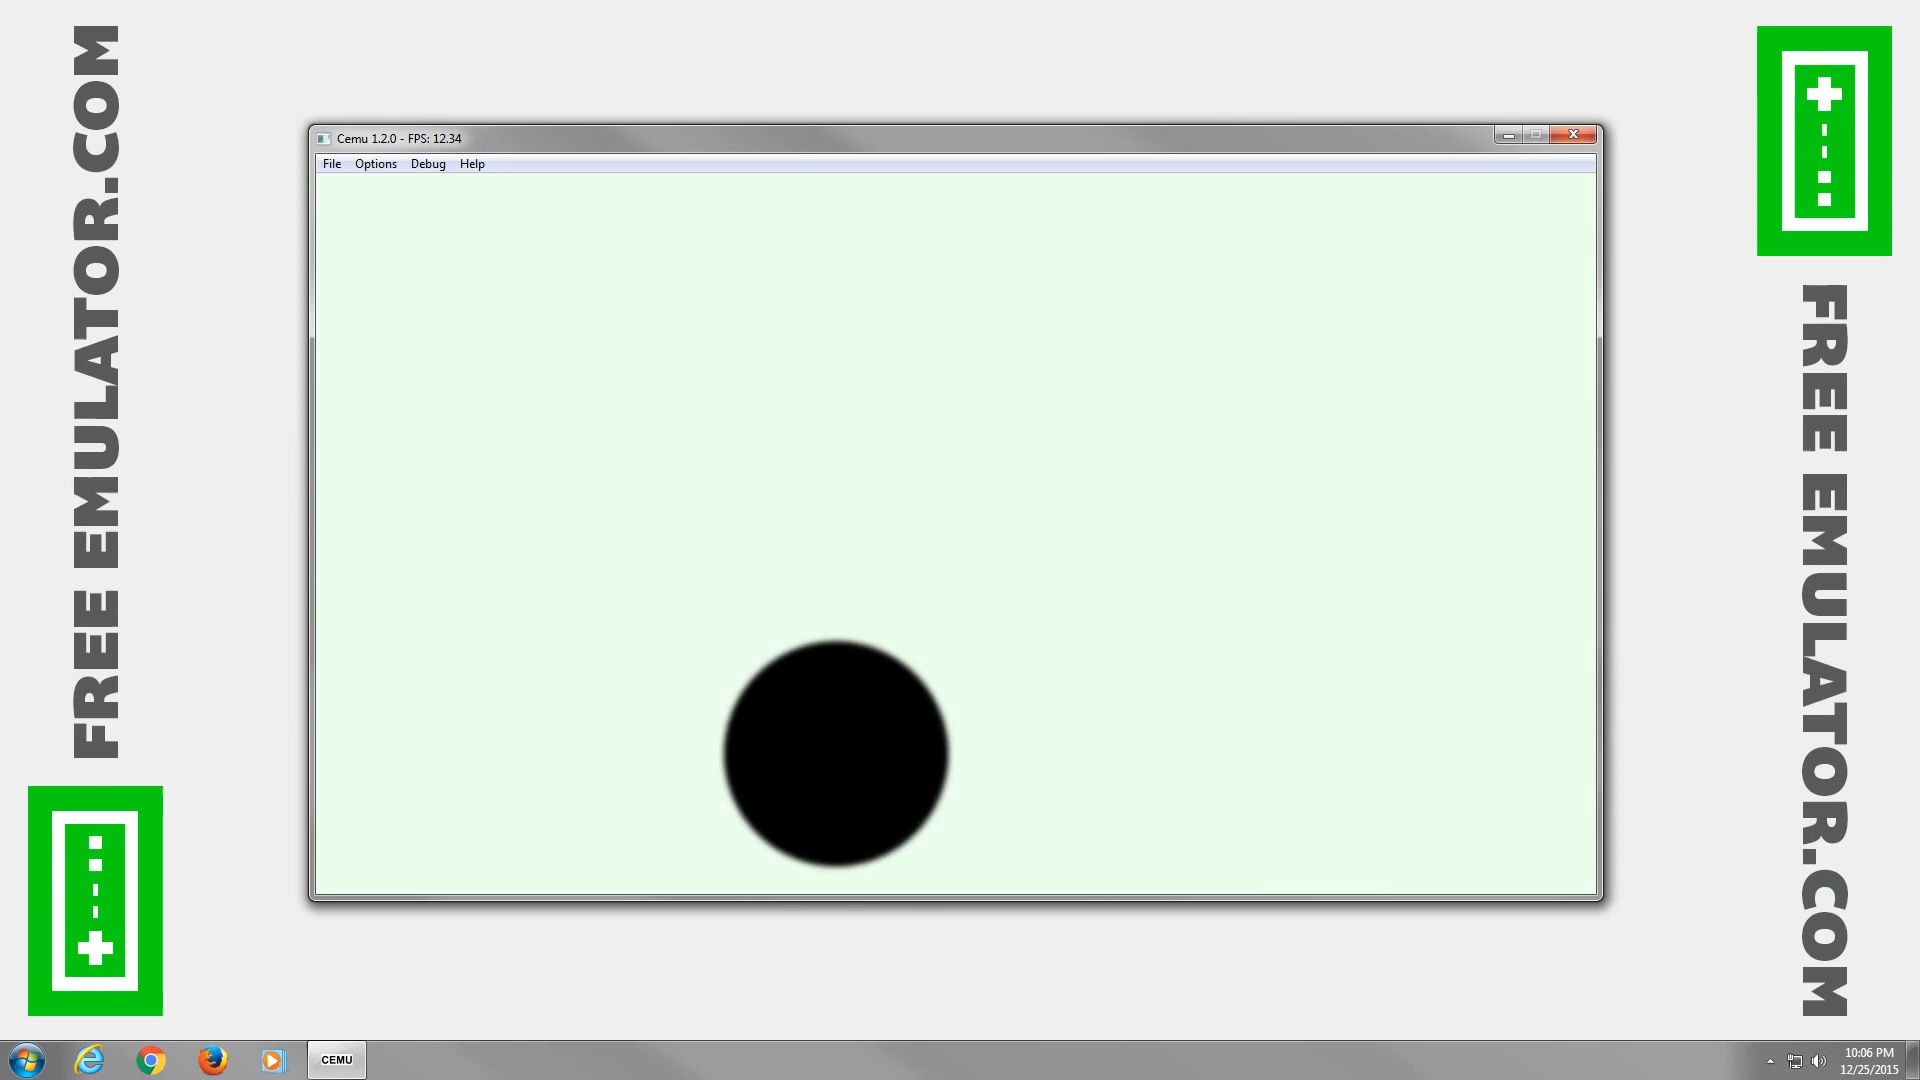 FREE EMULATOR.COM
Cemu 1.2.0 - FPS: 12.34
File Options Debug Help
FREE EMULATOR.COM
CEMU
10:06 PM
12/25/2015